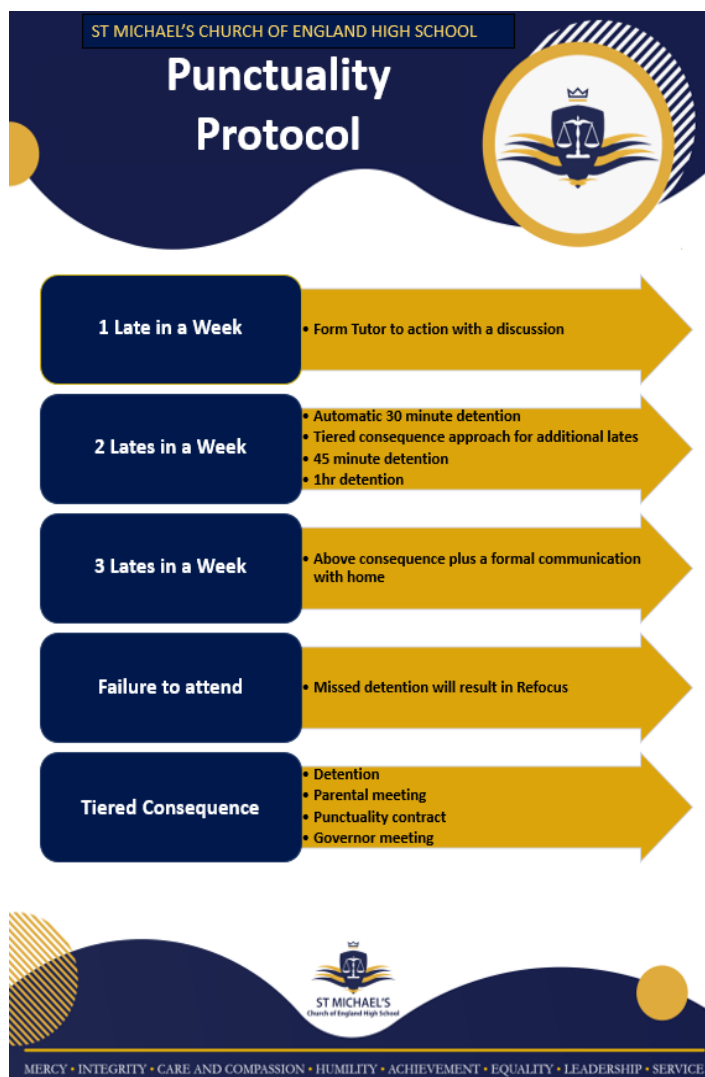 ST MICHAEL'S CHURCH OF ENGLAND HIGH SCHOOL
Punctuality
Protocol
1 Late in a Week
• Form Tutor to action with a discussion
2 Lates in a Week
• Automatic 30 minute detention
• Tiered consequence approach for additional lates
• 45 minute detention
• 1hr detention
3 Lates in a Week
• Above consequence plus a formal communication
with home
Failure to attend
• Missed detention will result in Refocus
Tiered Consequence
• Detention
• Parental meeting
• Punctuality contract
• Governor meeting
ST MICHAEL'S
Church of England High School
MERCY • INTEGRITY • CARE AND COMPASSION • HUMILITY • ACHIEVEMENT • EQUALITY • LEADERSHIP • SERVICE